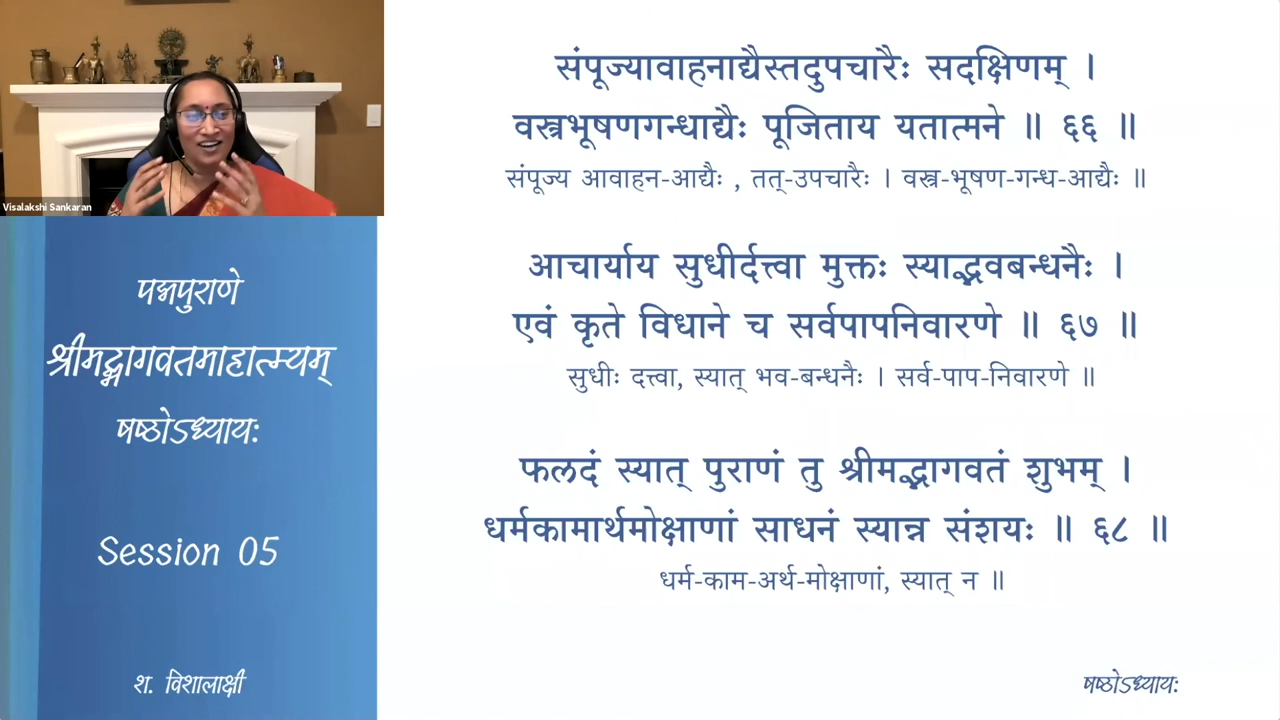 Visalakshi Sankaran
पद्मपुराणे
श्रीमद्भागवतमाहात्म्यम्
षष्ठोऽध्यायः
Session 05
श. विशालाक्षी
संपूज्यावाहनाद्यैस्तदुपचारैः सदक्षिणम् ।
वस्त्रभूषणगन्धाद्यैः पूजिताय यतात्मने ॥ ६६ ॥
संपूज्य आवाहन-आद्यैः , तत्-उपचारैः । वस्त्र-भूषण-गन्ध-आद्यैः ॥
आचार्याय सुधीर्दत्त्वा मुक्तः स्याद्भवबन्धनैः ।
एवं कृते विधाने च सर्वपापनिवारणे ॥ ६७ ॥
सुधीः दत्त्वा, स्यात् भव-बन्धनैः । सर्व-पाप-निवारणे ॥
फलदं स्यात् पुराणं तु श्रीमद्भागवतं शुभम् ।
धर्मकामार्थमोक्षाणां साधनं स्यान्न संशयः ॥ ६८ ॥
धर्म-काम-अर्थ-मोक्षाणां, स्यात् न ॥
षष्ठोऽध्यायः